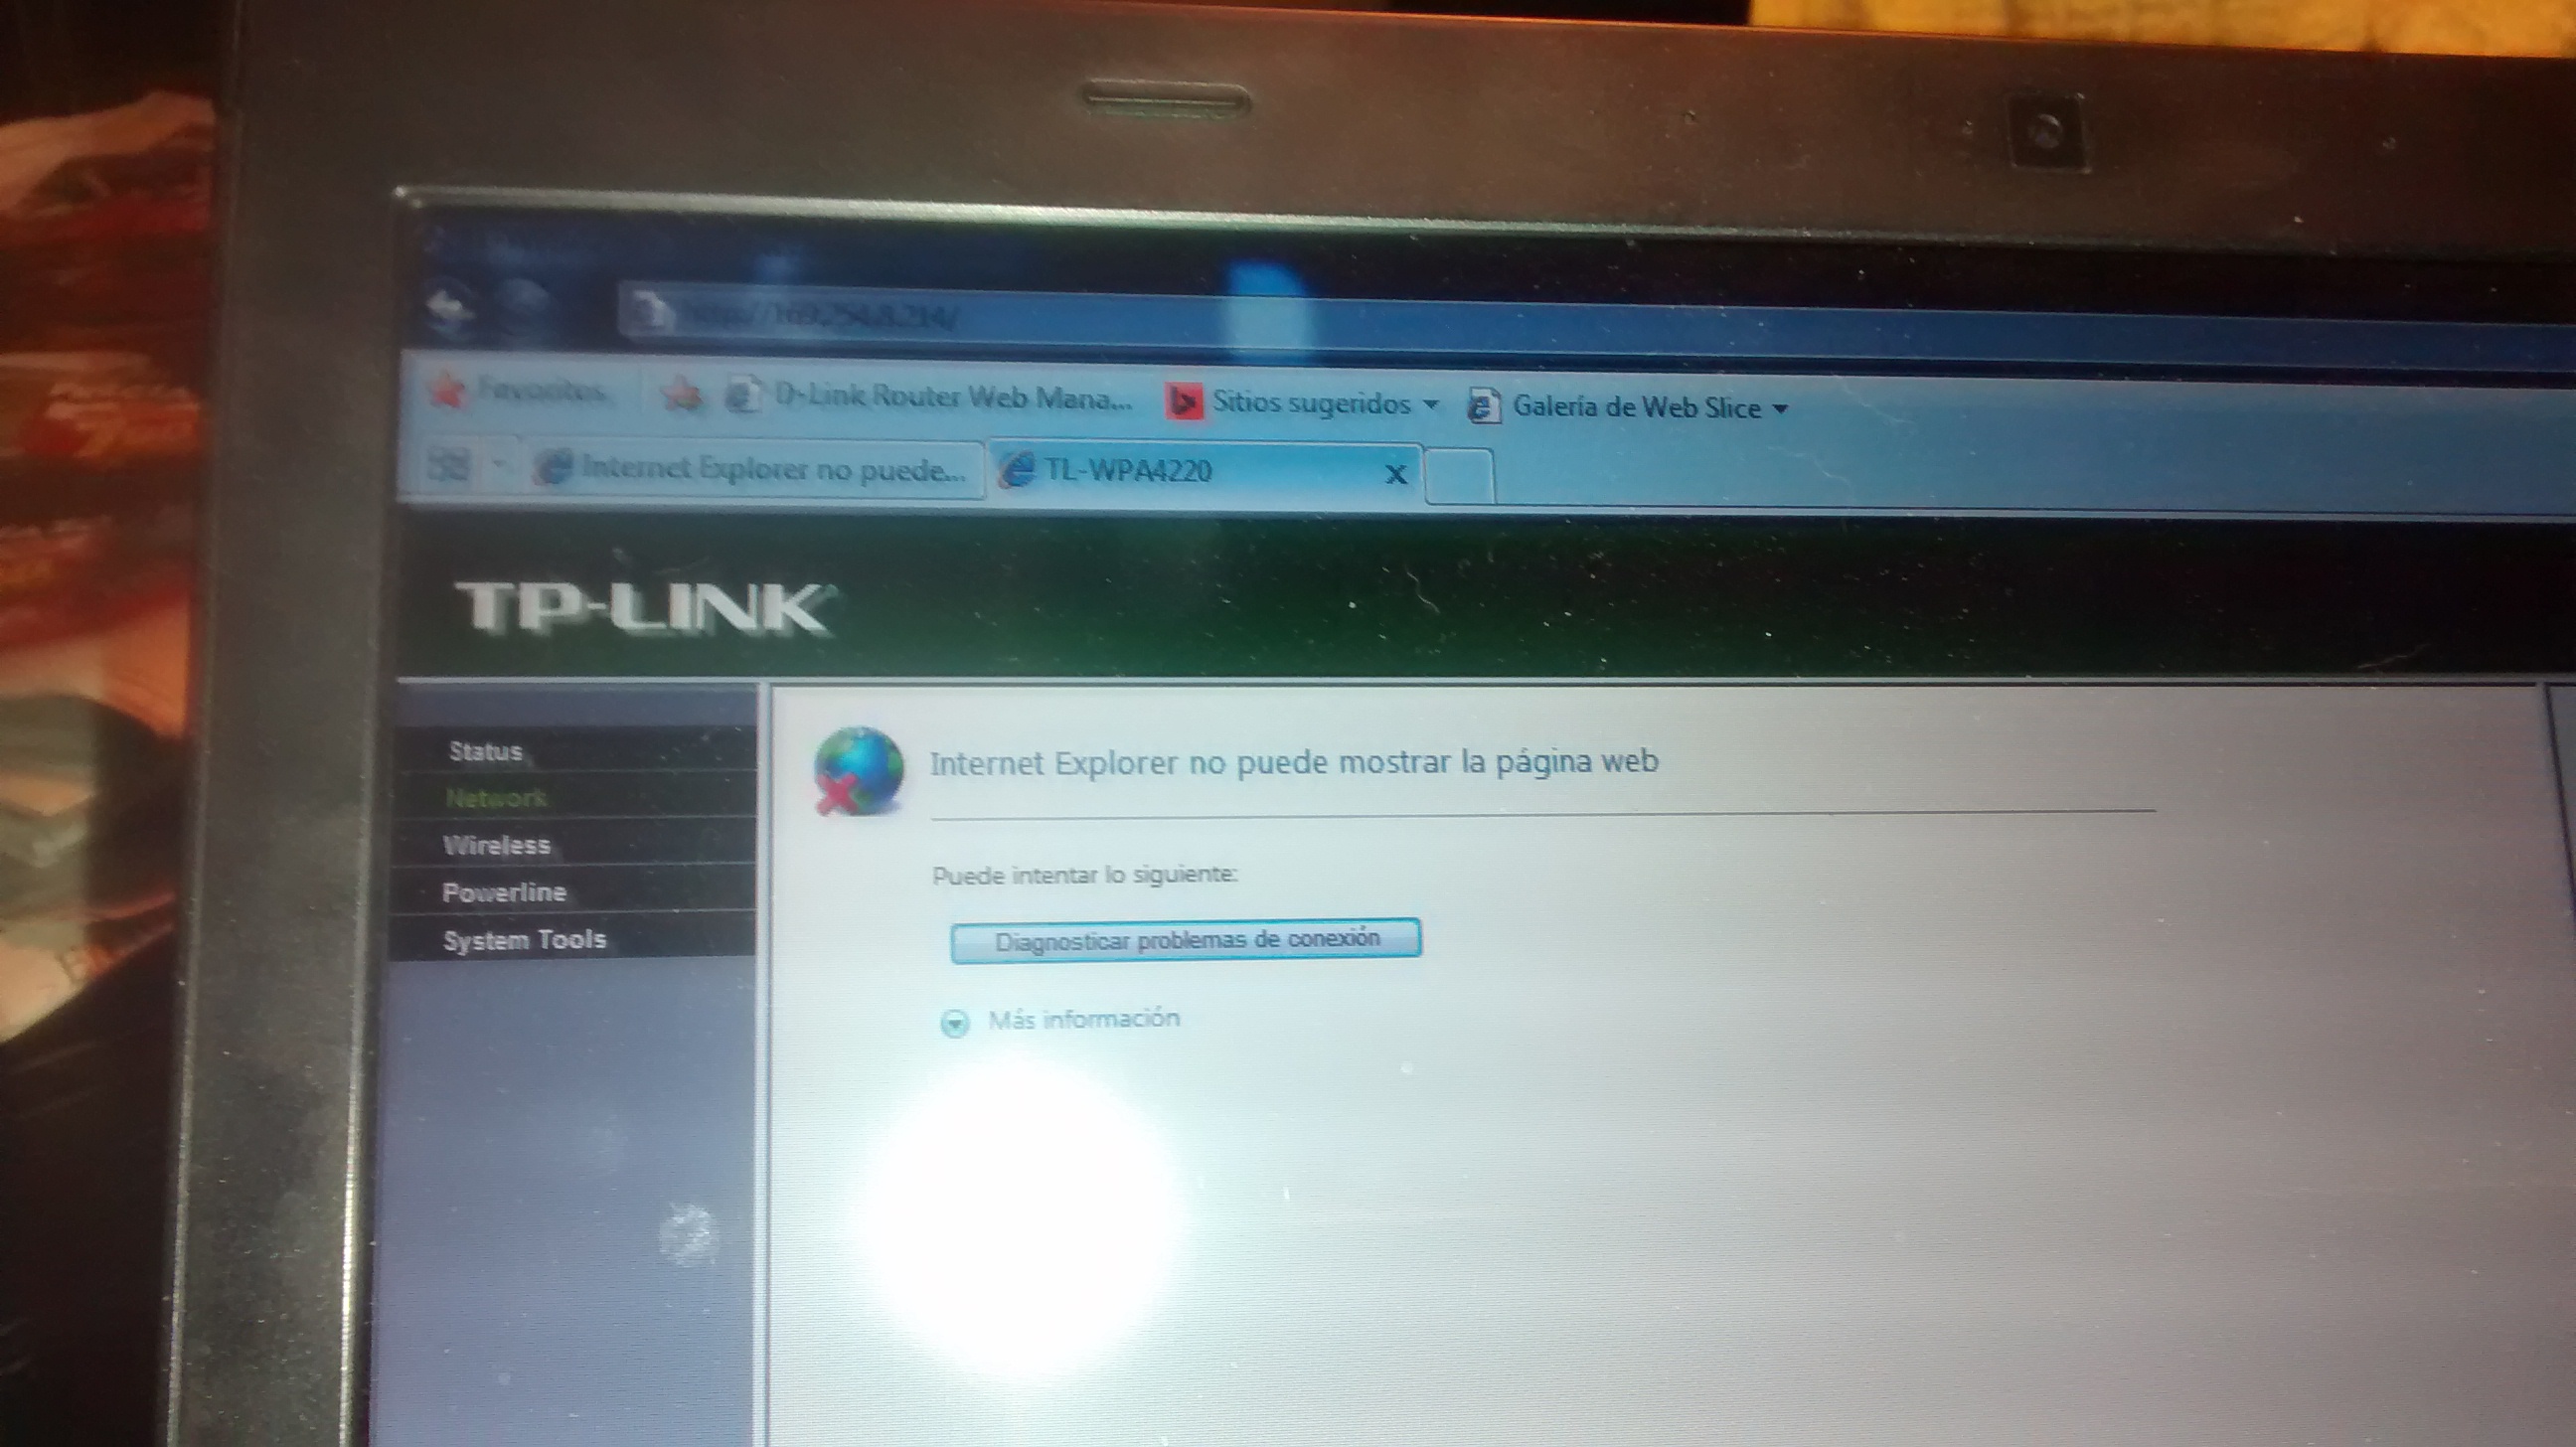 http://169.254.8.214/
Favoritos
D-Link Router Web Mana...
Sitios sugeridos
Galería de Web Slice
Internet Explorer no puede...
TL-WPA4220
X
TP-LINK
Status
Network
Wireless
Powerline
System Tools
Internet Explorer no puede mostrar la página web
Puede intentar lo siguiente:
Diagnosticar problemas de conexión
Más información